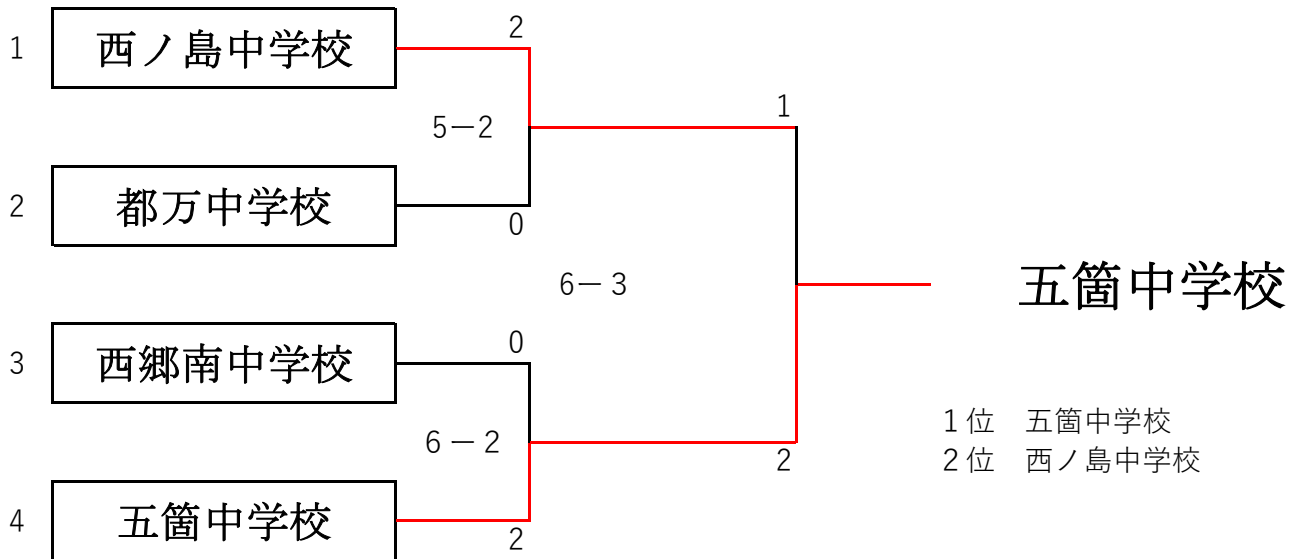 2
1 西ノ島中学校
5－2
1
2 都万中学校
0
6－3
五箇中学校
0
3 西郷南中学校
1位　五箇中学校
6－2
2
2位　西ノ島中学校
4 五箇中学校
2